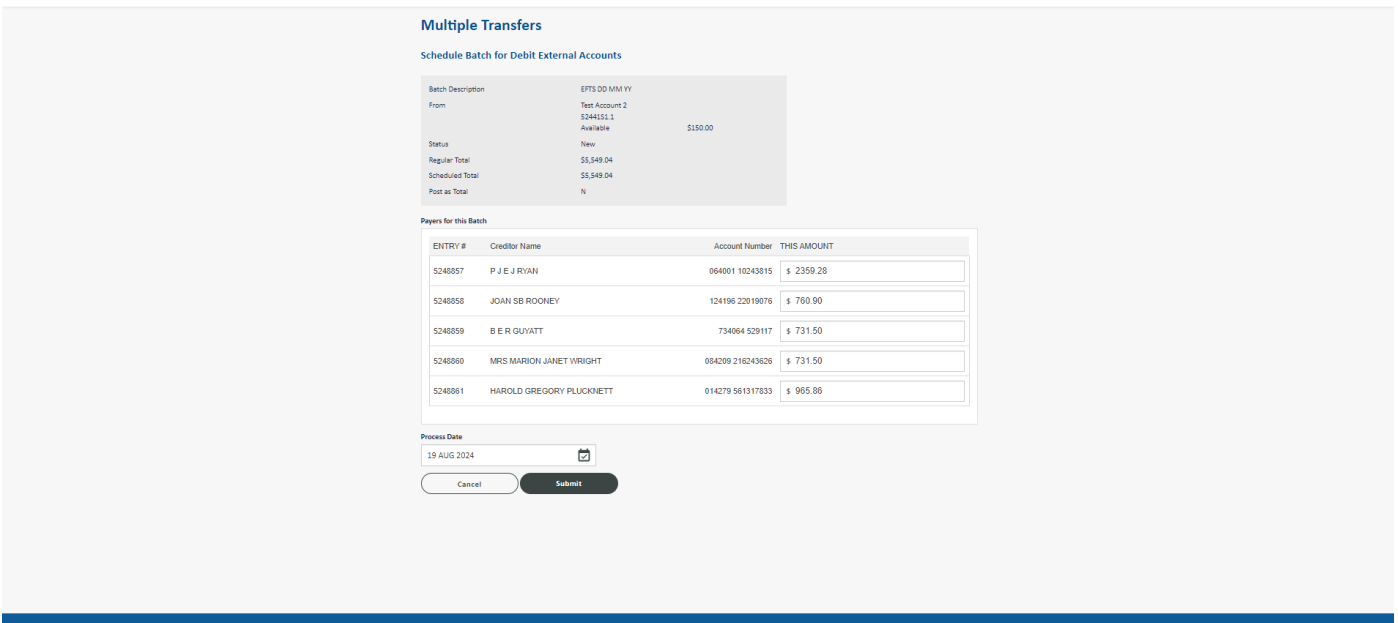 Multiple Transfers
Schedule Batch for Debit External Accounts
Batch Description EFTS DD MM YY
From Test Account 2
5244151.1
Available $150.00
Status New
Regular Total $5,549.04
Scheduled Total $5,549.04
Post as Total N
Payers for this Batch
ENTRY # Creditor Name Account Number THIS AMOUNT
5248857 P J E J RYAN 064001 10243815 $ 2359.28
5248858 JOAN SB ROONEY 124196 22019076 $ 760.90
5248859 B E R GUYATT 734064 529117 $ 731.50
5248860 MRS MARION JANET WRIGHT 084209 216243626 $ 731.50
5248861 HAROLD GREGORY PLUCKNETT 014279 561317833 $ 965.86
Process Date
19 AUG 2024
Cancel Submit